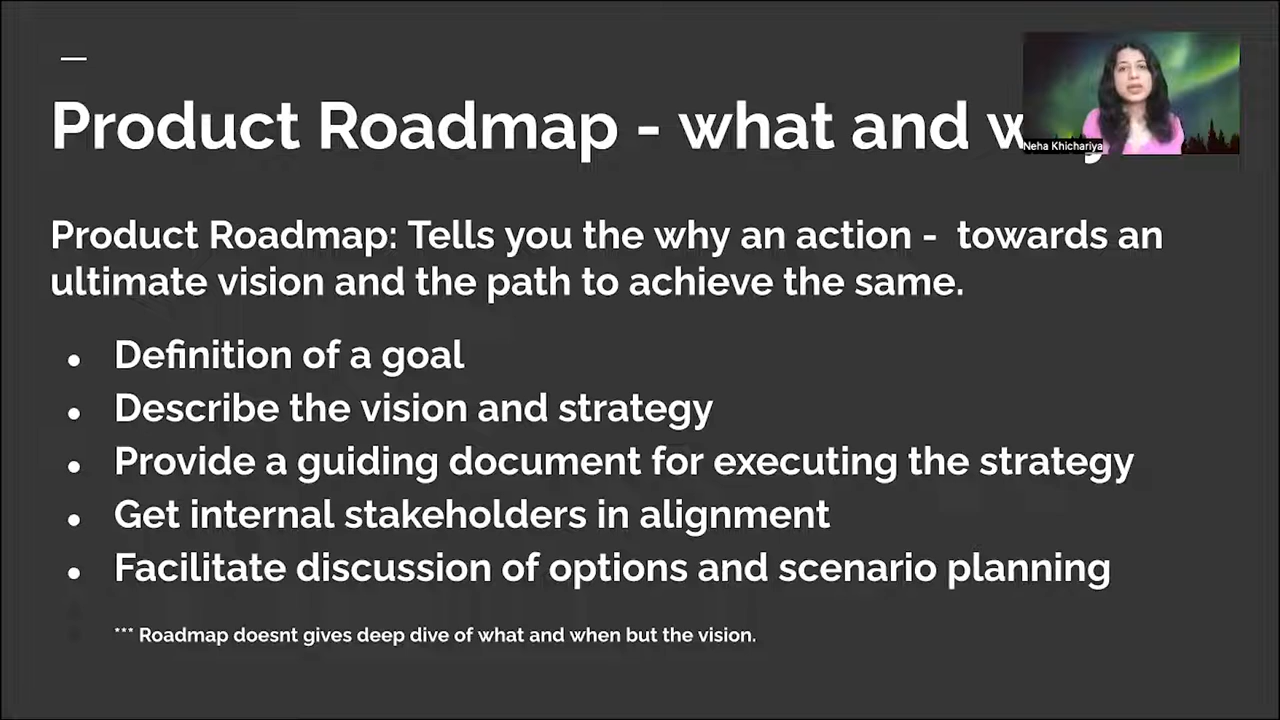 Product Roadmap - what and
Neha Khichariya
Product Roadmap: Tells you the why an action - towards an
ultimate vision and the path to achieve the same.
• Definition of a goal
• Describe the vision and strategy
• Provide a guiding document for executing the strategy
• Get internal stakeholders in alignment
• Facilitate discussion of options and scenario planning
*** Roadmap doesnt gives deep dive of what and when but the vision.